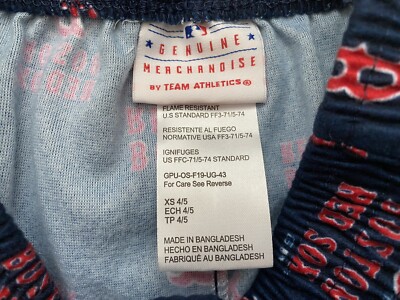 GENUINE
MERCHANDISE
BY TEAM ATHLETICS®
FLAME RESISTANT
U.S STANDARD FF3-71/5-74
RESISTENTE AL FUEGO
NORMATIVE USA FF3-71/5-74
IGNIFUGES
US FFC-71/5-74 STANDARD
GPU-OS-F19-UG-43
For Care See Reverse
XS 4/5
ECH 4/5
TP 4/5
MADE IN BANGLADESH
HECHO EN BANGLADESH
FABRIQUÉ AU BANGLADESH
B
RED SOX